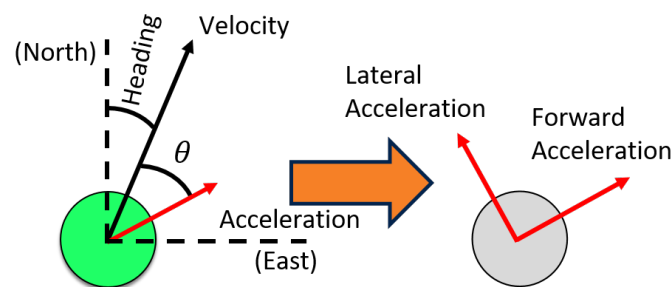 (North)
Heading
Velocity
θ
Acceleration
(East)
Lateral
Acceleration
Forward
Acceleration